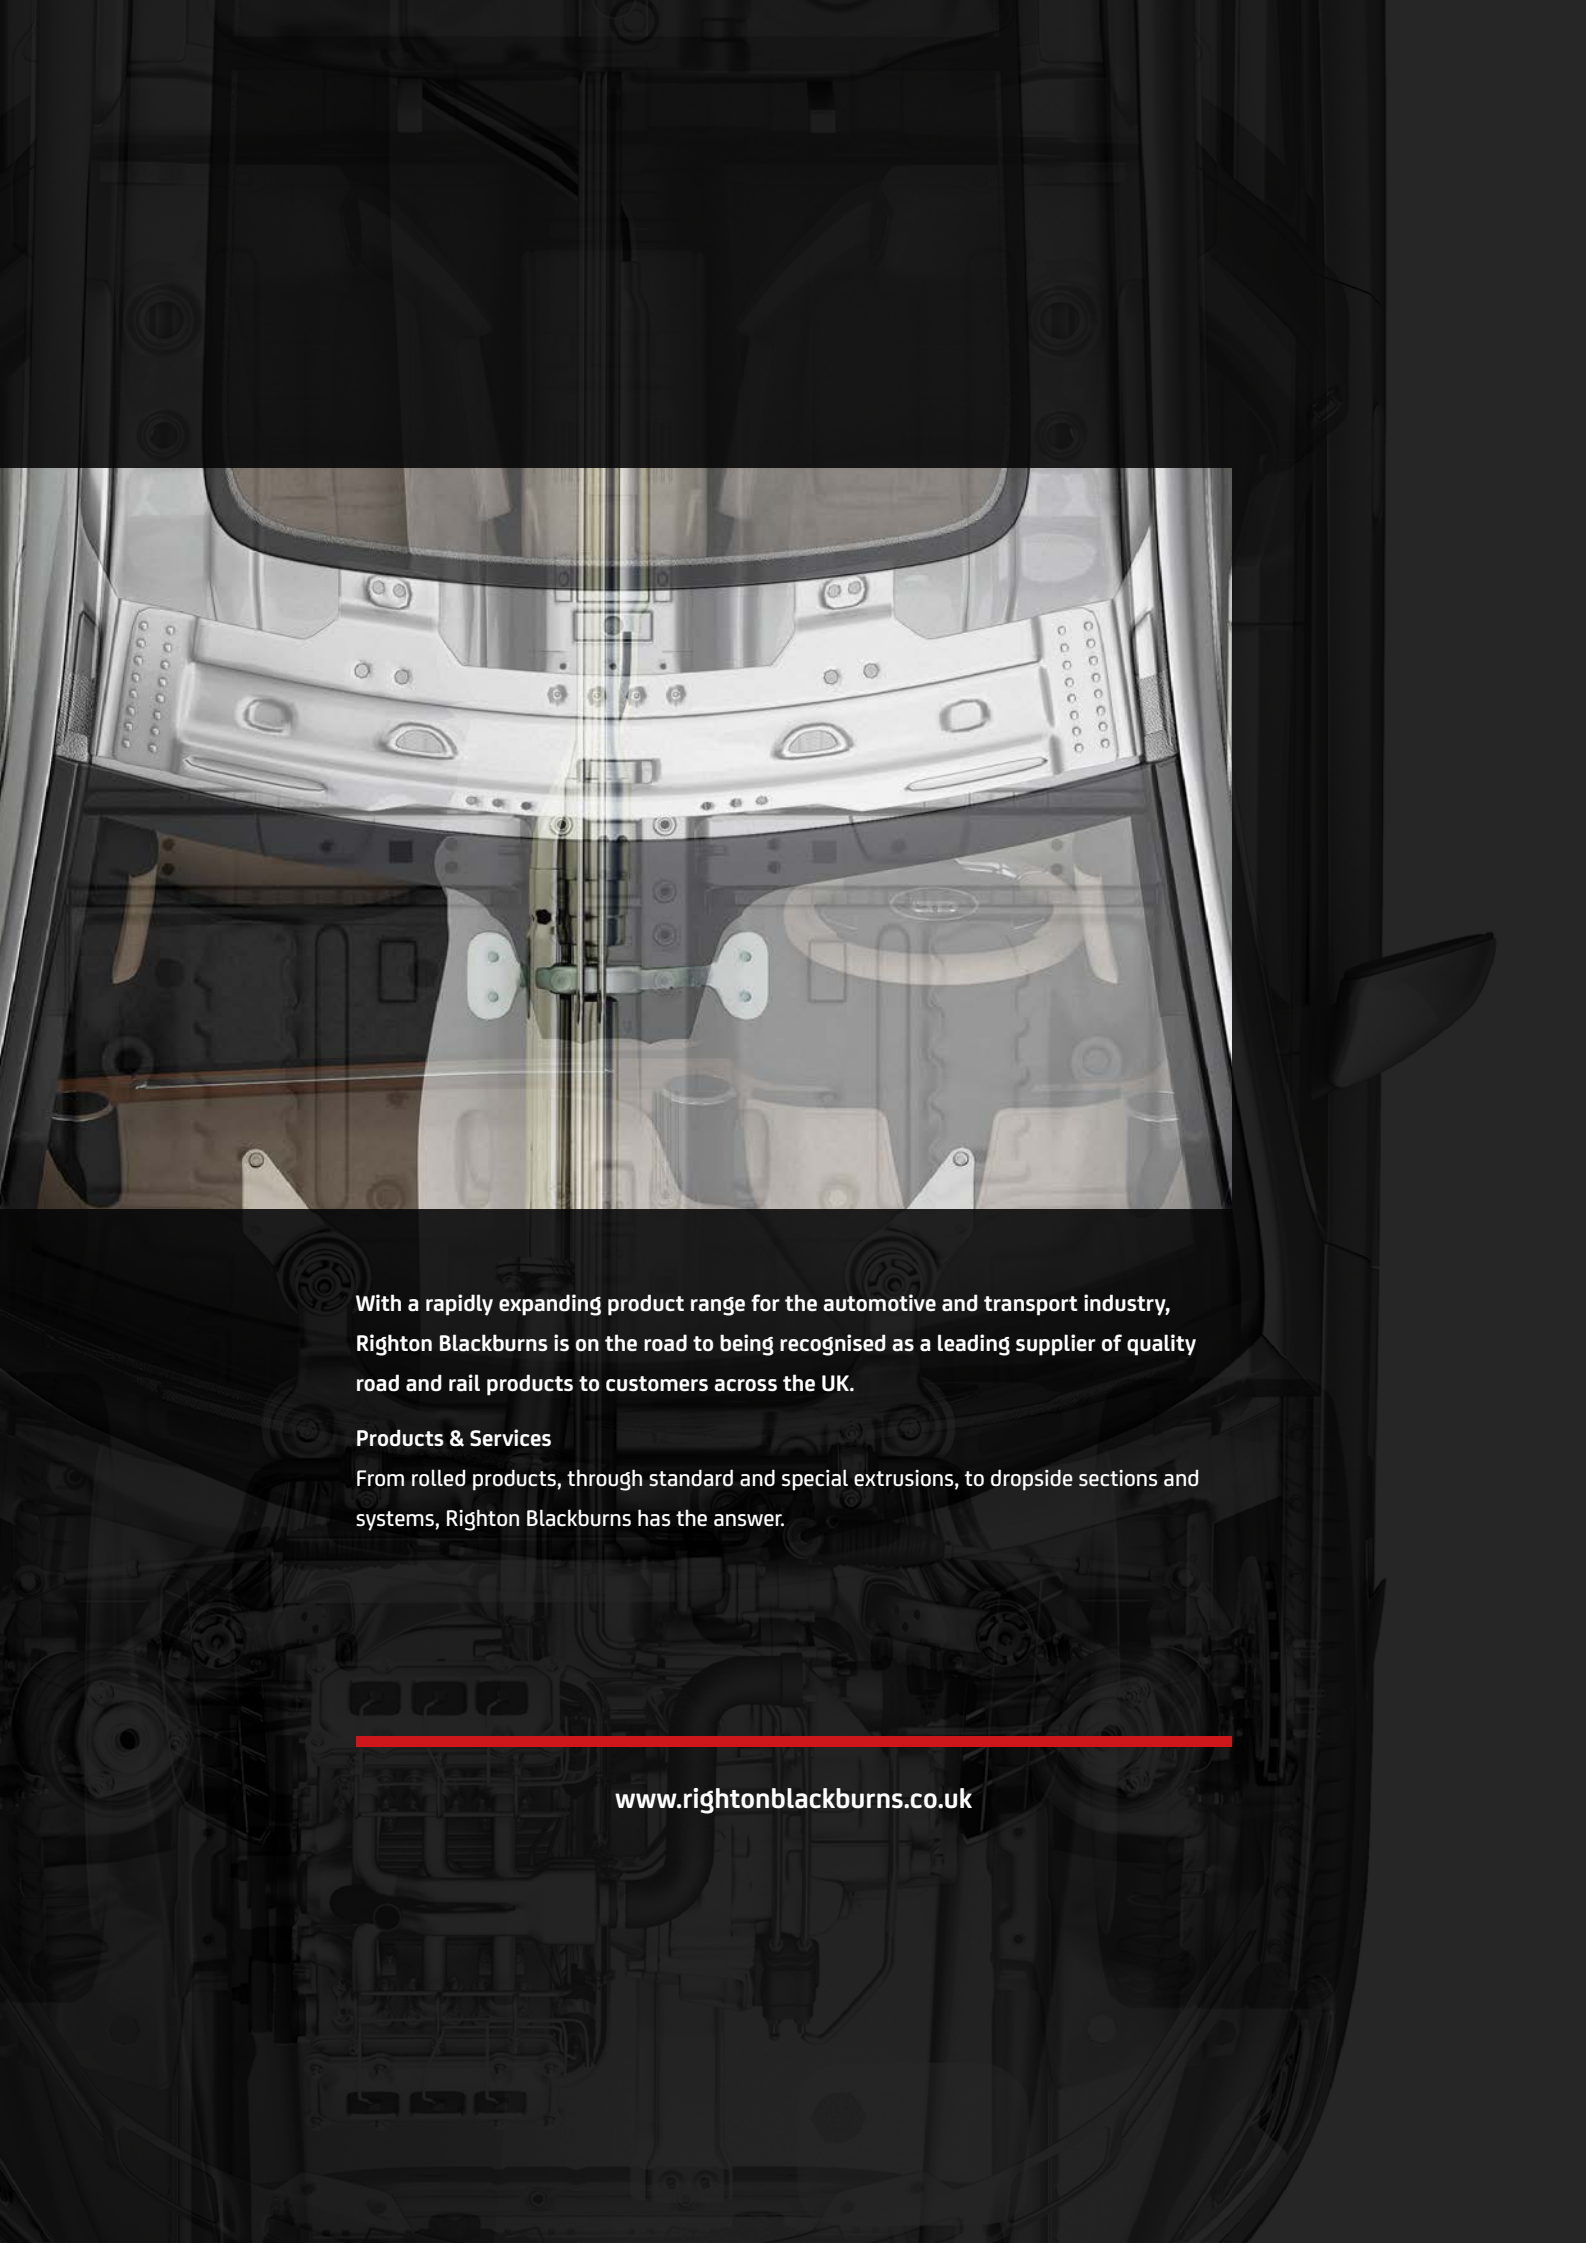 With a rapidly expanding product range for the automotive and transport industry,
Righton Blackburns is on the road to being recognised as a leading supplier of quality
road and rail products to customers across the UK.
Products & Services
From rolled products, through standard and special extrusions, to dropside sections and
systems, Righton Blackburns has the answer.
www.rightonblackburns.co.uk